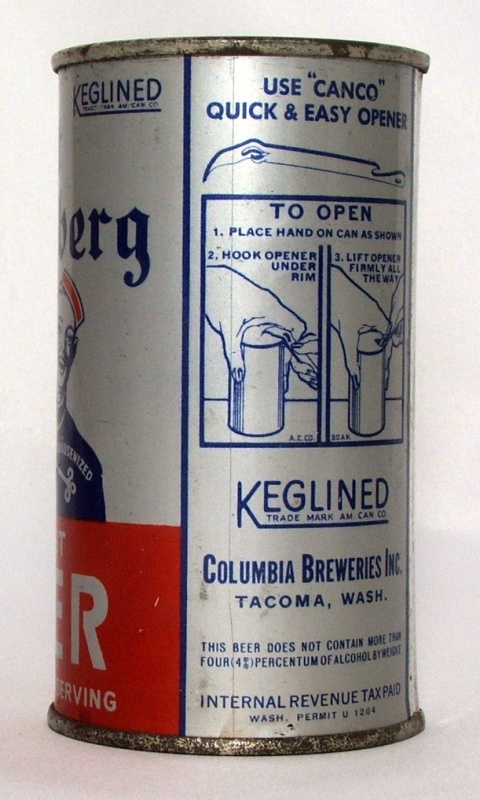 KEGLINED
TRADE MARK AM. CAN CO.
berg
ENIZED
T
ER
SERVING
USE "CANCO"
QUICK & EASY OPENER
TO OPEN
1. PLACE HAND ON CAN AS SHOWN
2. HOOK OPENER
UNDER
RIM
3. LIFT OPENER
FIRMLY ALL
THE WAY
A.C.CO.
80AK
KEGLINED
TRADE MARK AM. CAN CO.
COLUMBIA BREWERIES INC.
TACOMA, WASH.
THIS BEER DOES NOT CONTAIN MORE THAN
FOUR (4%) PERCENTUM OF ALCOHOL BY WEIGHT
INTERNAL REVENUE TAX PAID
WASH. PERMIT U 1204